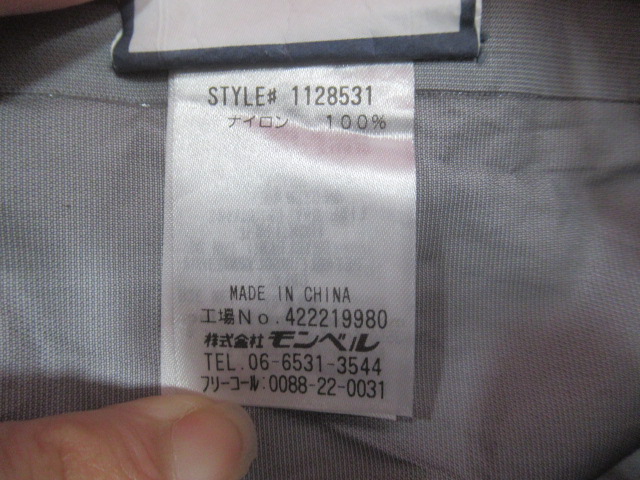 STYLE# 1128531
ナイロン 100%
MADE IN CHINA
工場No.422219980
株式会社 モンベル
TEL.06-6531-3544
フリーコール:0088-22-0031